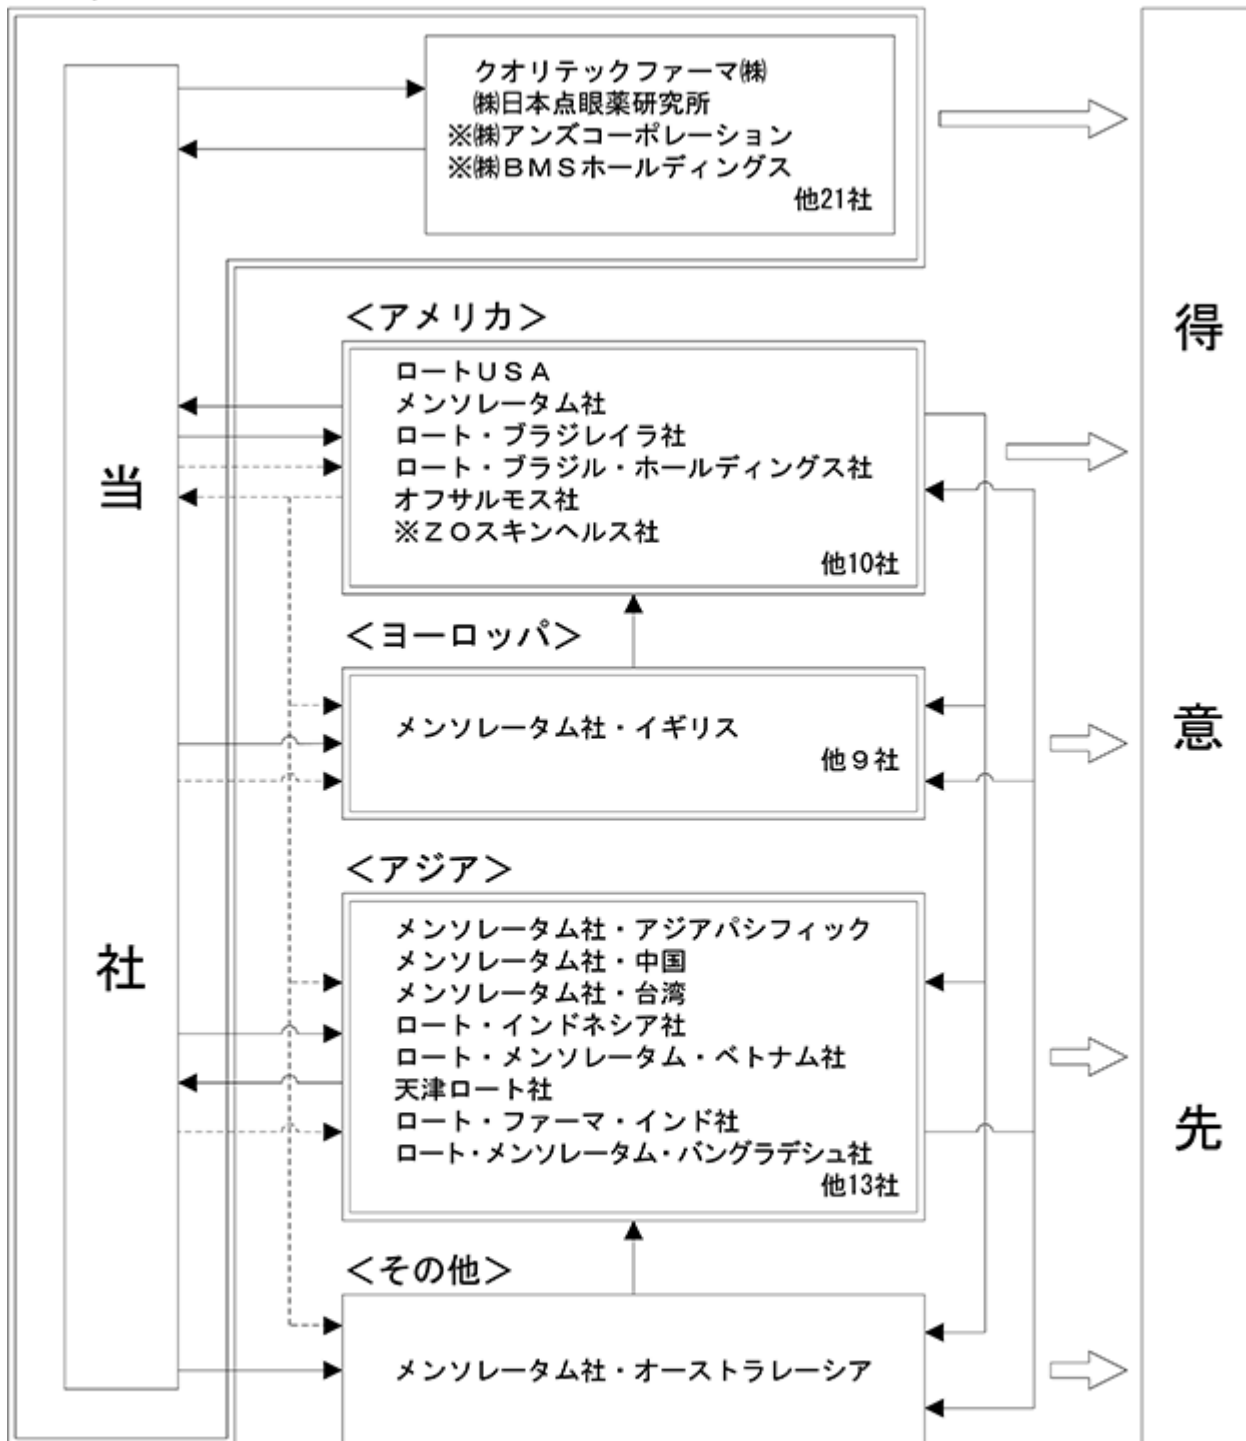 クオリテックファーマ㈱
㈱日本点眼薬研究所
※㈱アンズコーポレーション
※㈱ＢＭＳホールディングス
他21社
＜アメリカ＞
ロートＵＳＡ
メンソレータム社
ロート・ブラジレイラ社
ロート・ブラジル・ホールディングス社
オフサルモス社
※ＺＯスキンヘルス社
他10社
＜ヨーロッパ＞
メンソレータム社・イギリス
他９社
＜アジア＞
メンソレータム社・アジアパシフィック
メンソレータム社・中国
メンソレータム社・台湾
ロート・インドネシア社
ロート・メンソレータム・ベトナム社
天津ロート社
ロート・ファーマ・インド社
ロート・メンソレータム・バングラデシュ社
他13社
＜その他＞
メンソレータム社・オーストラレーシア
当社
得意先